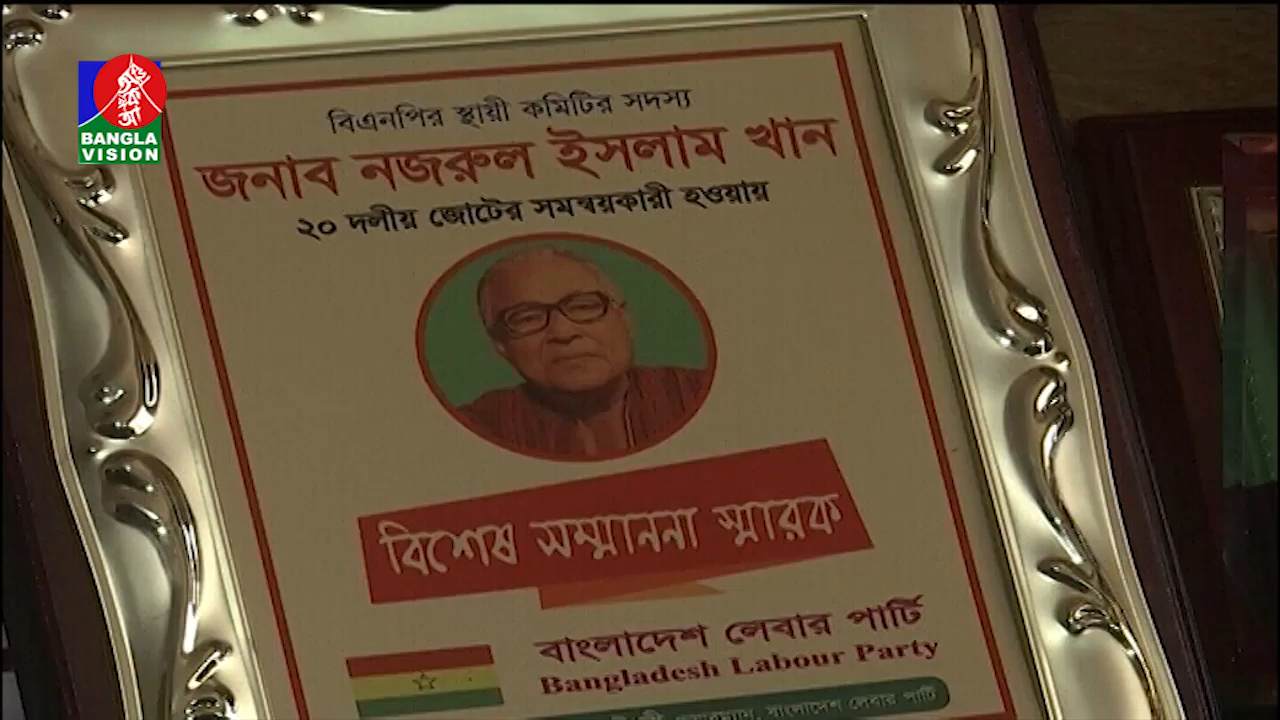 BANGLA
VISION
বিএনপির স্থায়ী কমিটির সদস্য
জনাব নজরুল ইসলাম খান
২০ দলীয় জোটের সমন্বয়কারী হওয়ায়
বিশেষ সম্মাননা স্মারক
বাংলাদেশ লেবার পার্টি
Bangladesh Labour Party
বাংলাদেশ লেবার পার্টি